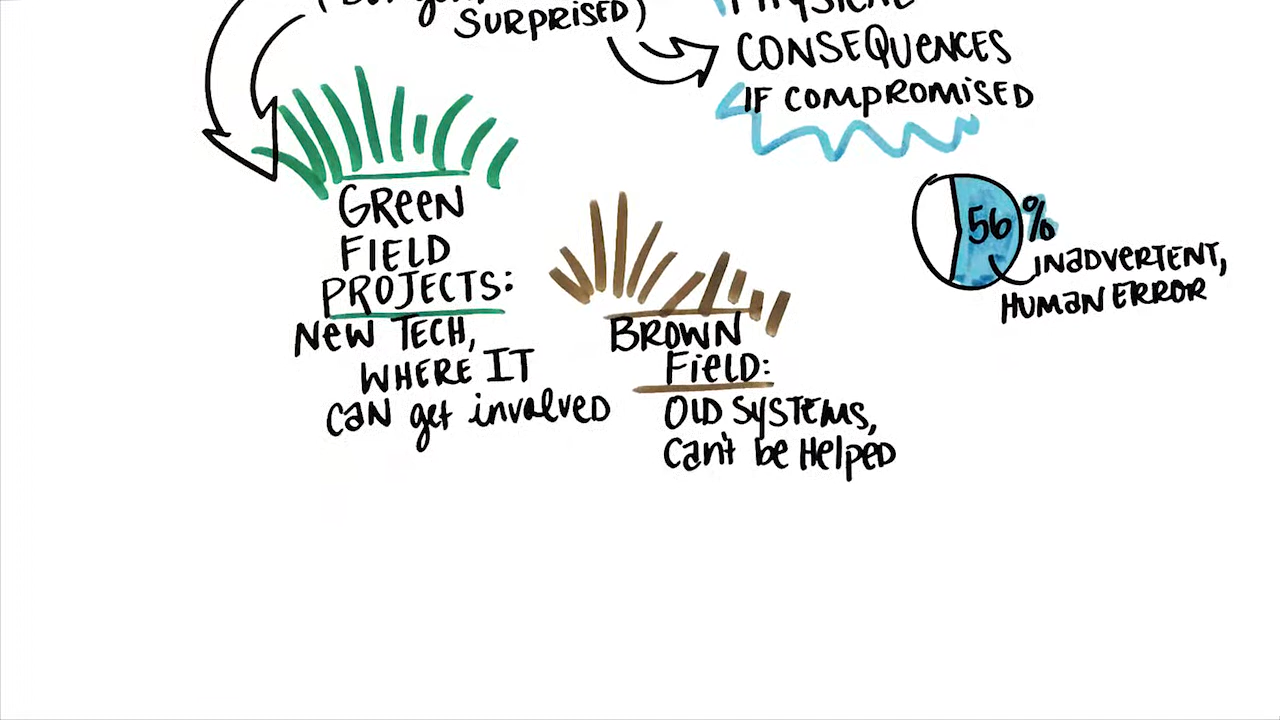 SURPRISED)
PHYSICAL
CONSEQUENCES
IF COMPROMISED
GREEN
FIELD
PROJECTS:
NEW TECH,
WHERE IT
CAN get involved
BROWN
FIELD:
OLD SYSTEMS,
CAN'T be HELPED
56%
INADVERTENT,
HUMAN ERROR